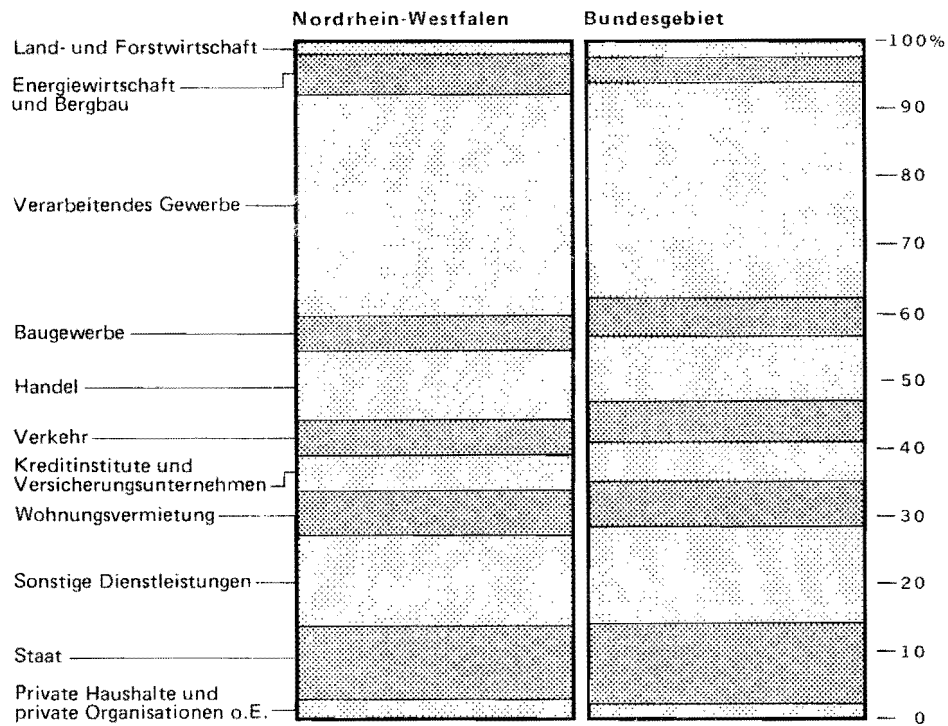 Nordrhein-Westfalen
Bundesgebiet
Land- und Forstwirtschaft
Energiewirtschaft
und Bergbau
Verarbeitendes Gewerbe
Baugewerbe
Handel
Verkehr
Kreditinstitute und
Versicherungsunternehmen
Wohnungsvermietung
Sonstige Dienstleistungen
Staat
Private Haushalte und
private Organisationen o.E.
100%
90
80
70
60
50
40
30
20
10
0